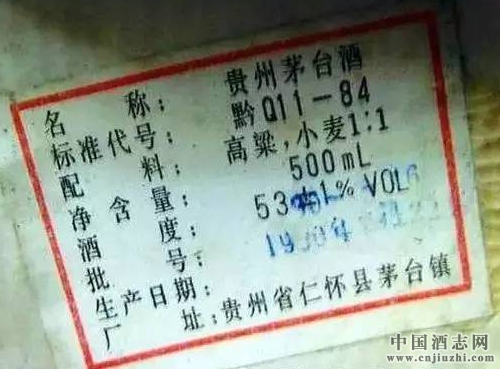 名称：贵州茅台酒
标准代号：黔Q11-84
配料：高粱,小麦1:1
净含量：500mL
酒度：53±1%VOL
批号：
生产日期：
厂址：贵州省仁怀县茅台镇
中国酒志网
www.cnjiuzhi.com